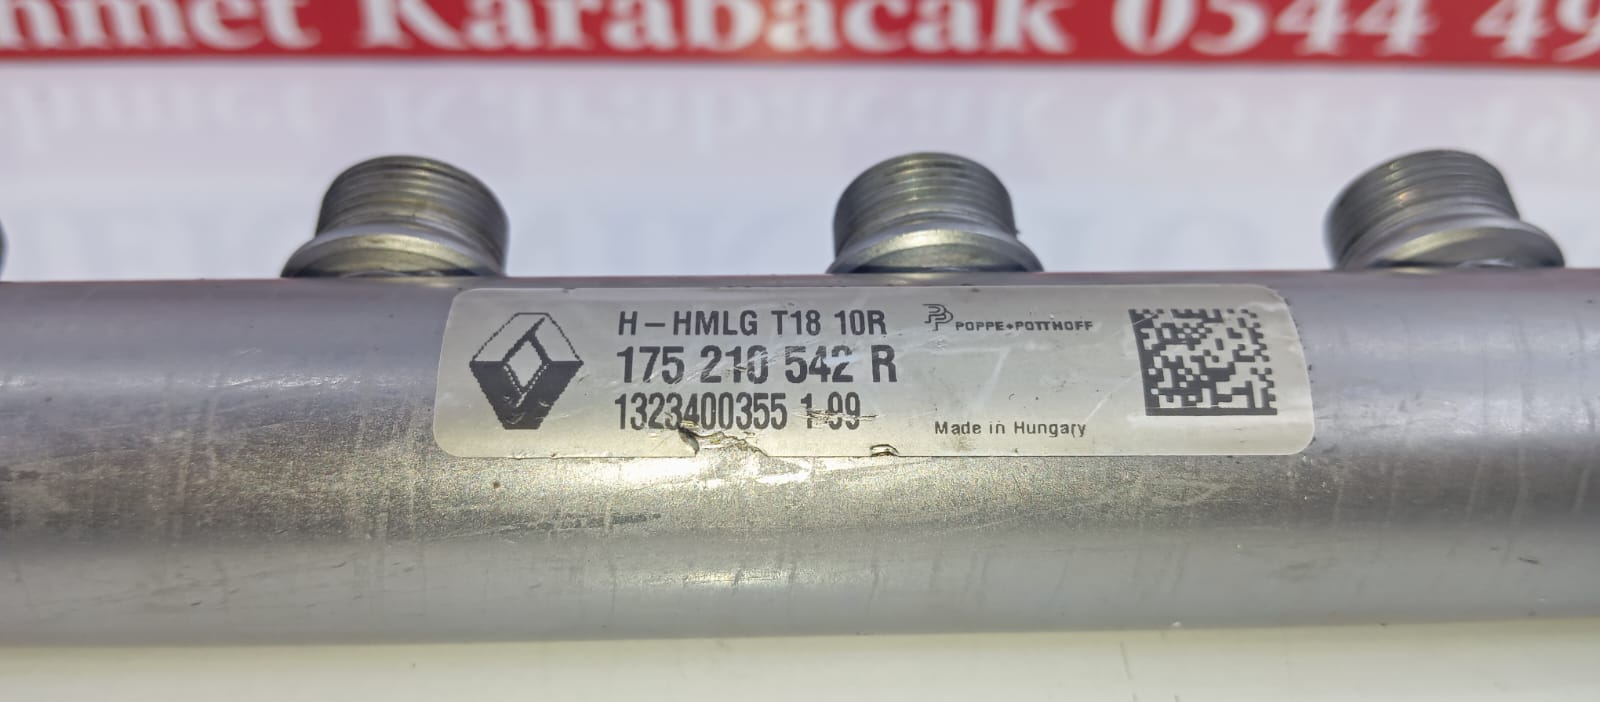 hmet Karabacak 0544 49
H-HMLG T18 10R
POPPE+POTTHOFF
175 210 542 R
1323400355 1 99
Made in Hungary